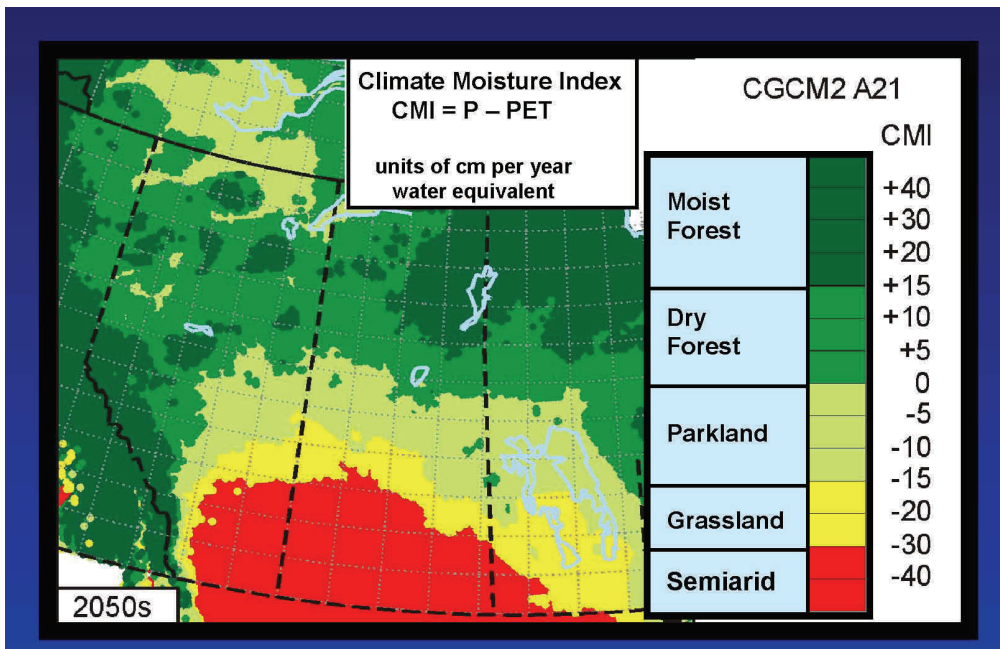 Climate Moisture Index
CMI = P – PET
units of cm per year
water equivalent
CGCM2 A21
CMI
Moist
Forest
+40
+30
+20
+15
Dry
Forest
+10
+5
0
Parkland
-5
-10
-15
Grassland
-20
-30
Semiarid
-40
2050s